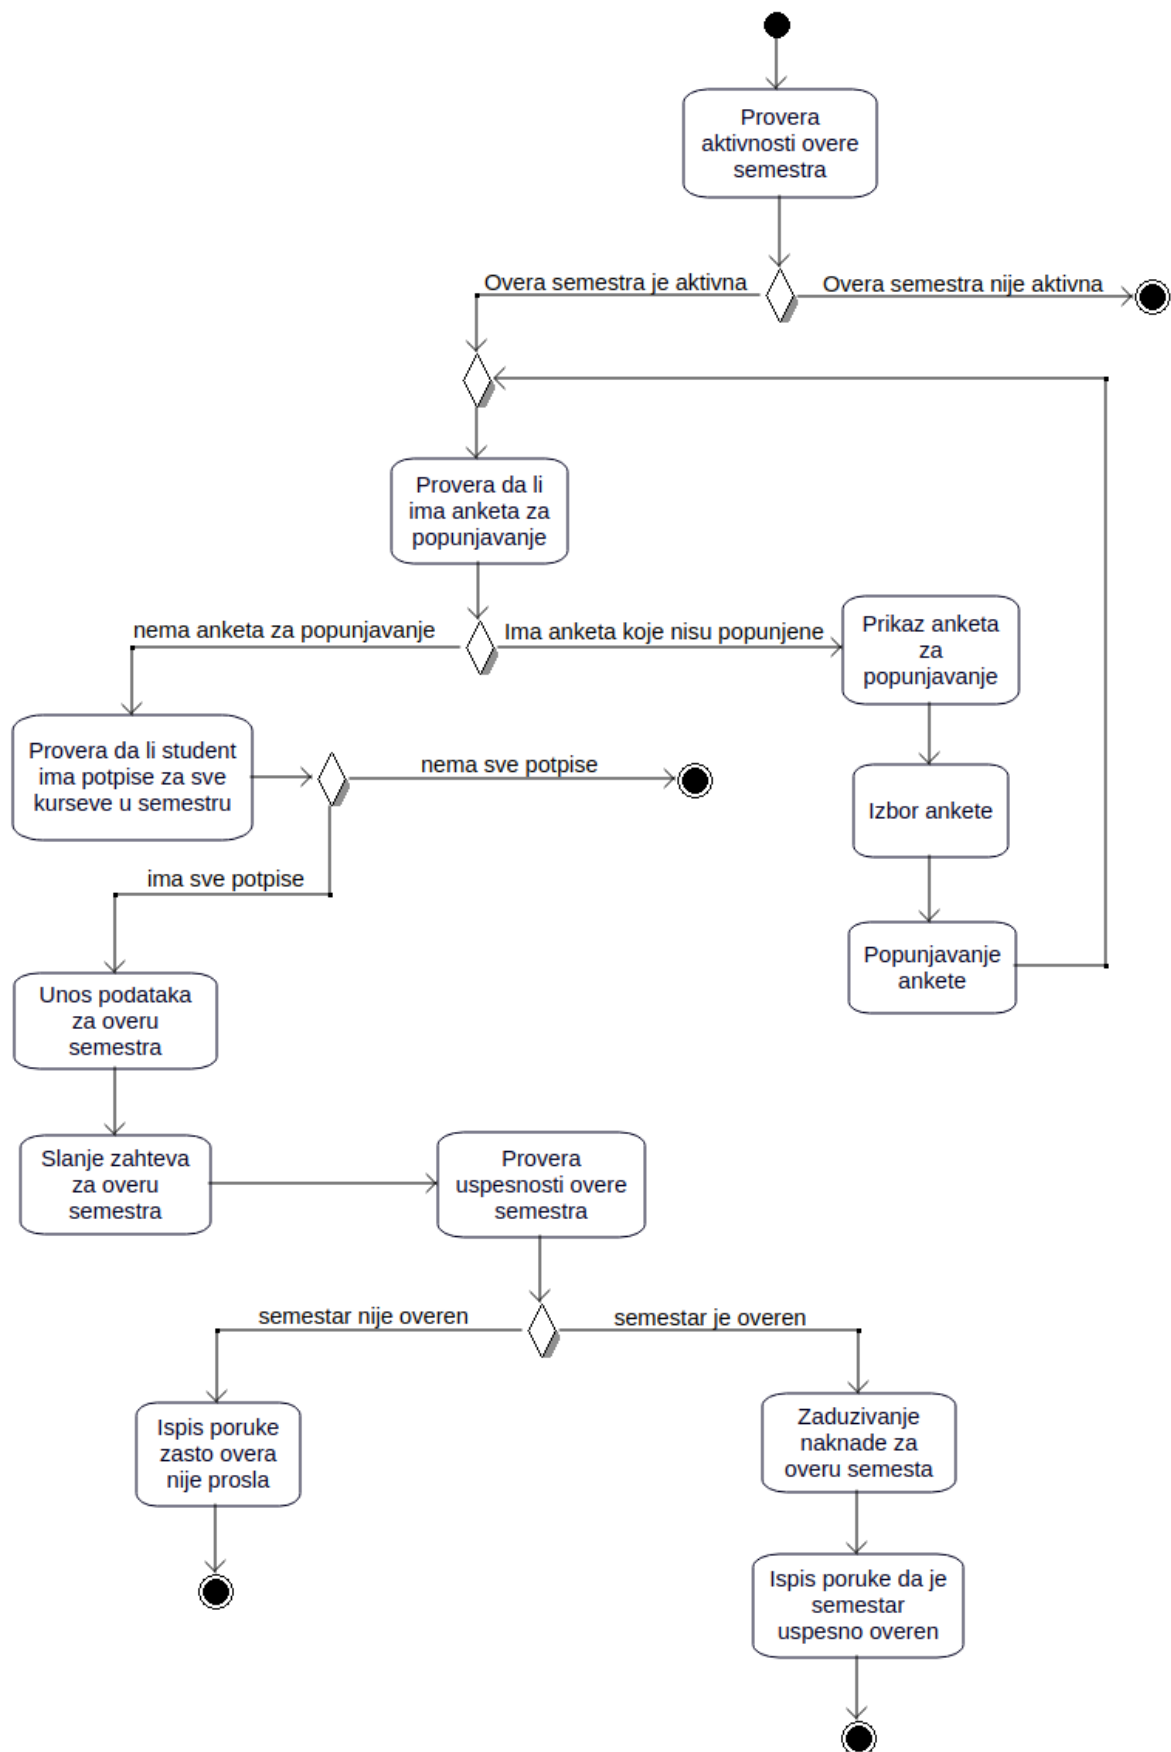 Provera
aktivnosti overe
semestra
Overa semestra je aktivna
Overa semestra nije aktivna
Provera da li
ima anketa za
popunjavanje
nema anketa za popunjavanje
Ima anketa koje nisu popunjene
Prikaz anketa
za
popunjavanje
Provera da li student
ima potpise za sve
kurseve u semestru
nema sve potpise
Izbor ankete
ima sve potpise
Popunjavanje
ankete
Unos podataka
za overu
semestra
Slanje zahteva
za overu
semestra
Provera
uspesnosti overe
semestra
semestar nije overen
semestar je overen
Ispis poruke
zasto overa
nije prosla
Zaduzivanje
naknade za
overu semesta
Ispis poruke da je
semestar
uspesno overen